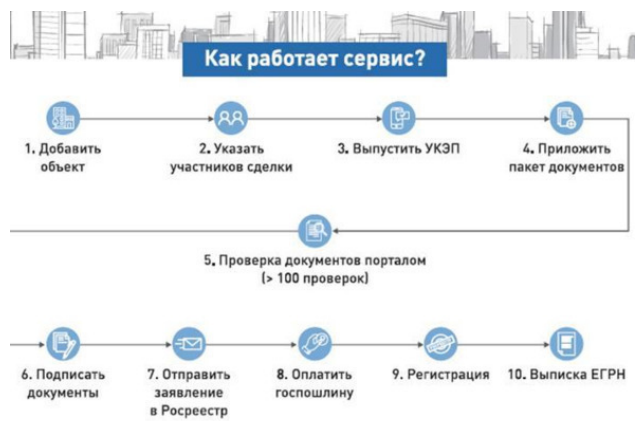 Как работает сервис?
1. Добавить
объект
2. Указать
участников сделки
3. Выпустить УКЭП
4. Приложить
пакет документов
5. Проверка документов порталом
(> 100 проверок)
6. Подписать
документы
7. Отправить
заявление
в Росреестр
8. Оплатить
госпошлину
9. Регистрация
10. Выписка ЕГРН